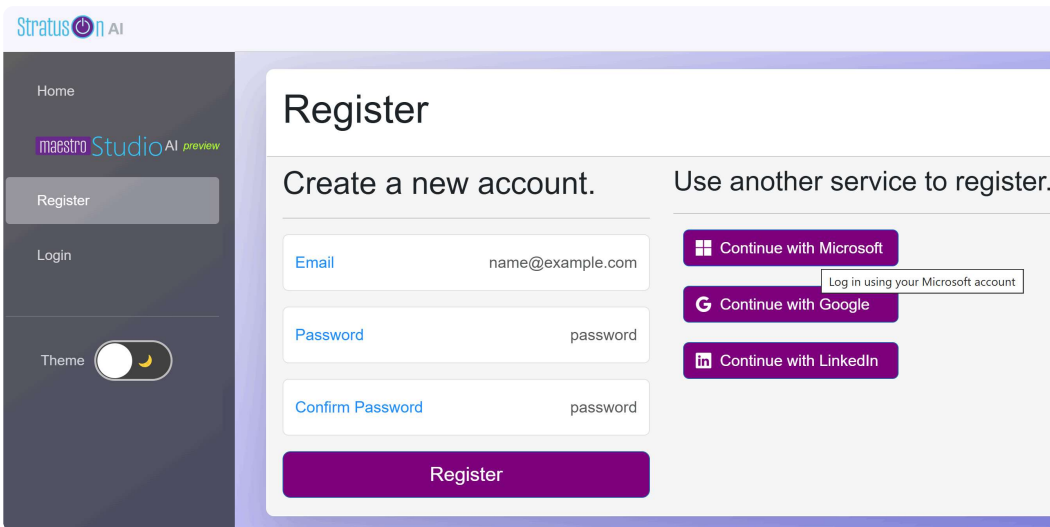 StratusOn AI
Home
maestro Studio AI preview
Register
Login
Theme
Register
Create a new account.
Email name@example.com
Password password
Confirm Password password
Register
Use another service to register.
Continue with Microsoft
Log in using your Microsoft account
Continue with Google
Continue with LinkedIn